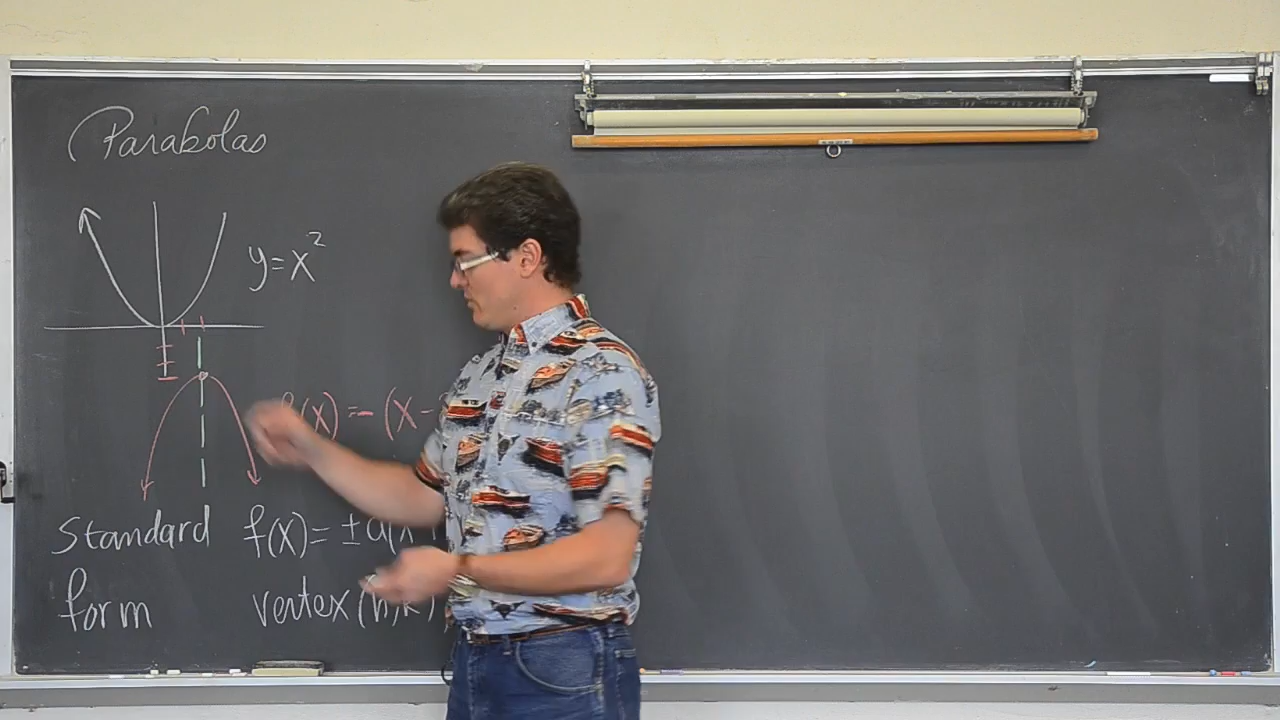 Parabolas
y=x²
f(x)=-(x-
Standard f(x)=±a(x
form vertex (h,k)